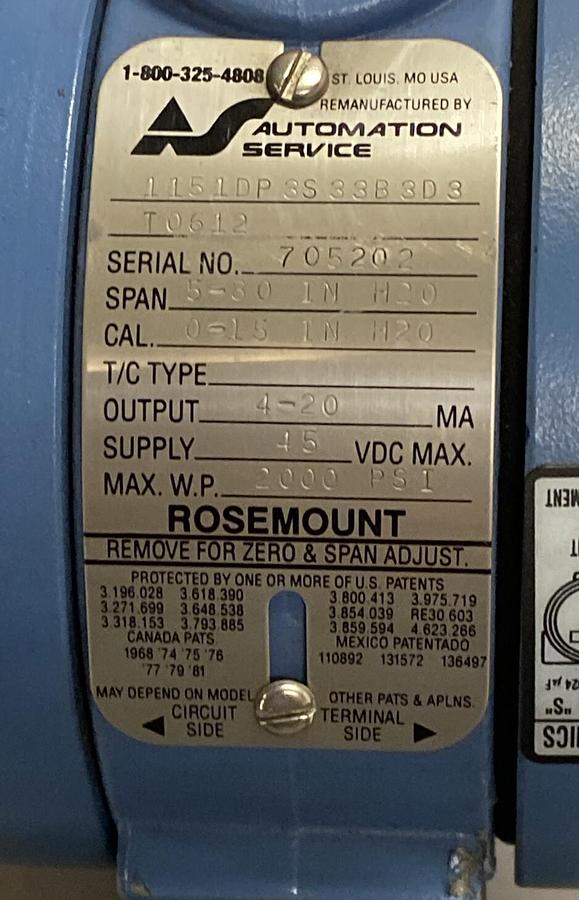 1-800-325-4808 ST. LOUIS. MO USA
REMANUFACTURED BY
AS AUTOMATION
SERVICE
1151DP3S33B3D3
T0612
SERIAL NO. 705202
SPAN 5-30 IN H20
CAL. 0-15 IN H20
T/C TYPE
OUTPUT 4-20 MA
SUPPLY 45 VDC MAX.
MAX. W.P. 2000 PSI
ROSEMOUNT
REMOVE FOR ZERO & SPAN ADJUST.
PROTECTED BY ONE OR MORE OF U.S. PATENTS
3.196.028 3.618.390 3.800.413 3.975.719
3.271.699 3.648.538 3.854.039 RE30.603
3.318.153 3.793.885 3.859.594 4.623.266
CANADA PATS. MEXICO PATENTADO
1968 '74 '75 '76 110892 131572 136497
'77 '79 '81
MAY DEPEND ON MODEL OTHER PATS & APLNS.
CIRCUIT SIDE
TERMINAL SIDE
"S"